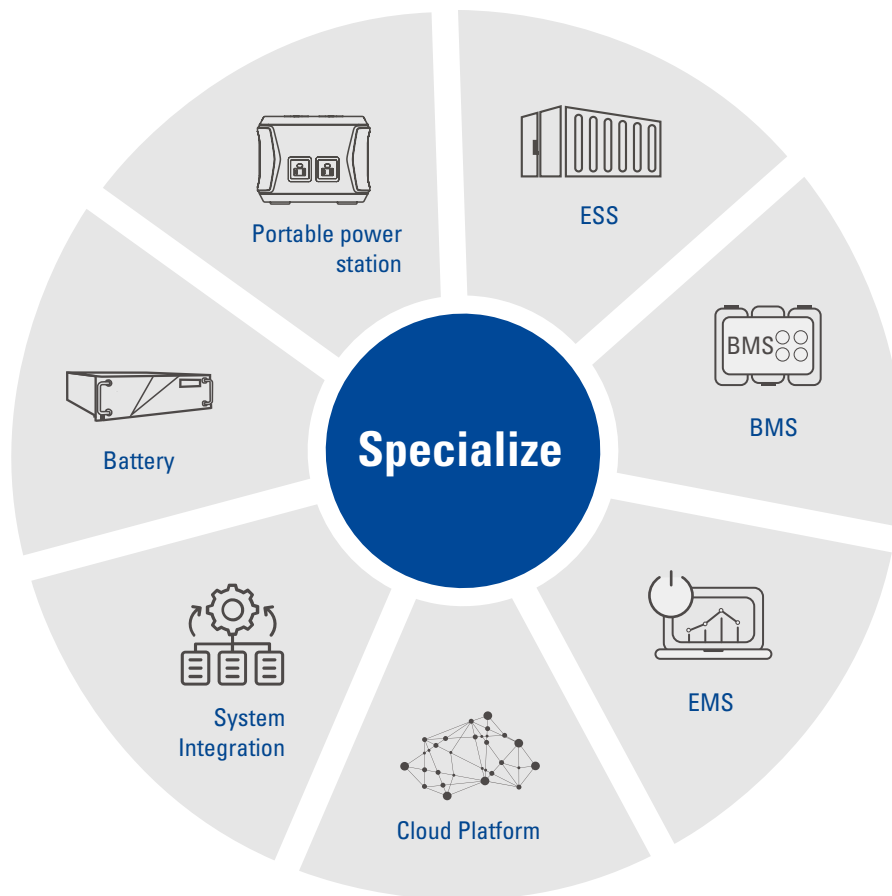 ESS
Portable power
station
BMS
BMS
Specialize
Battery
EMS
System
Integration
Cloud Platform